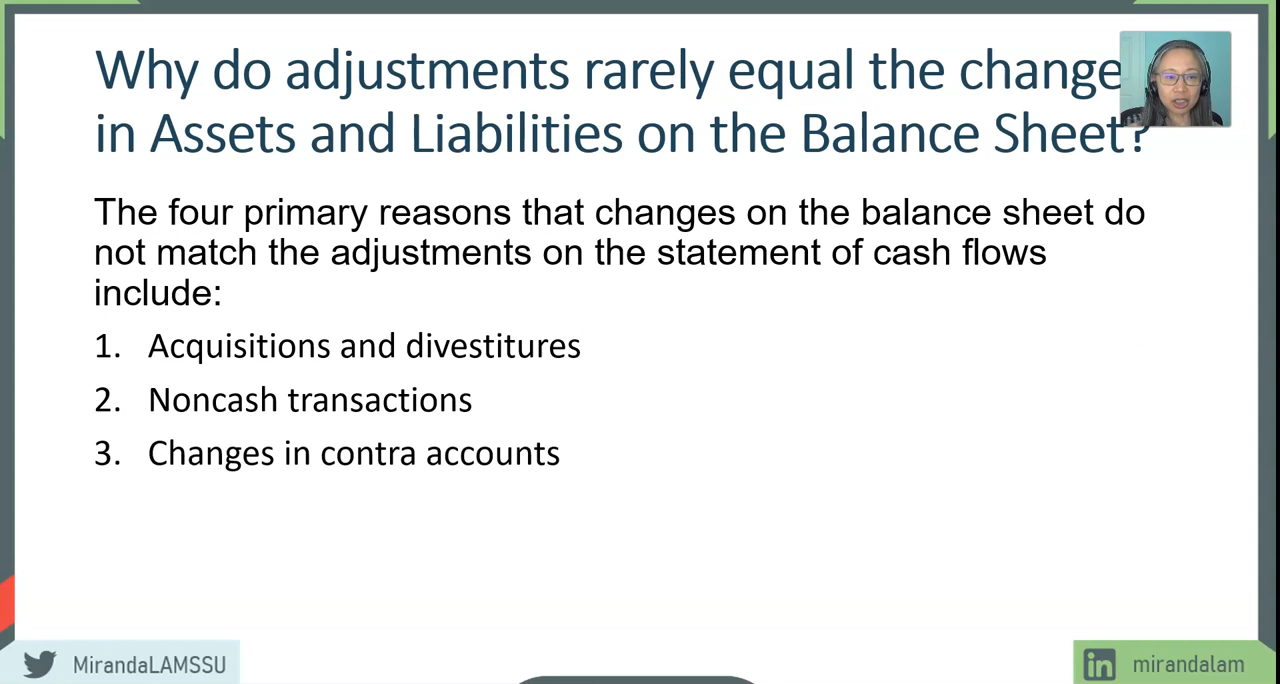 Why do adjustments rarely equal the change
in Assets and Liabilities on the Balance Sheet?
The four primary reasons that changes on the balance sheet do
not match the adjustments on the statement of cash flows
include:
1. Acquisitions and divestitures
2. Noncash transactions
3. Changes in contra accounts
MirandaLAMSSU
in mirandalam